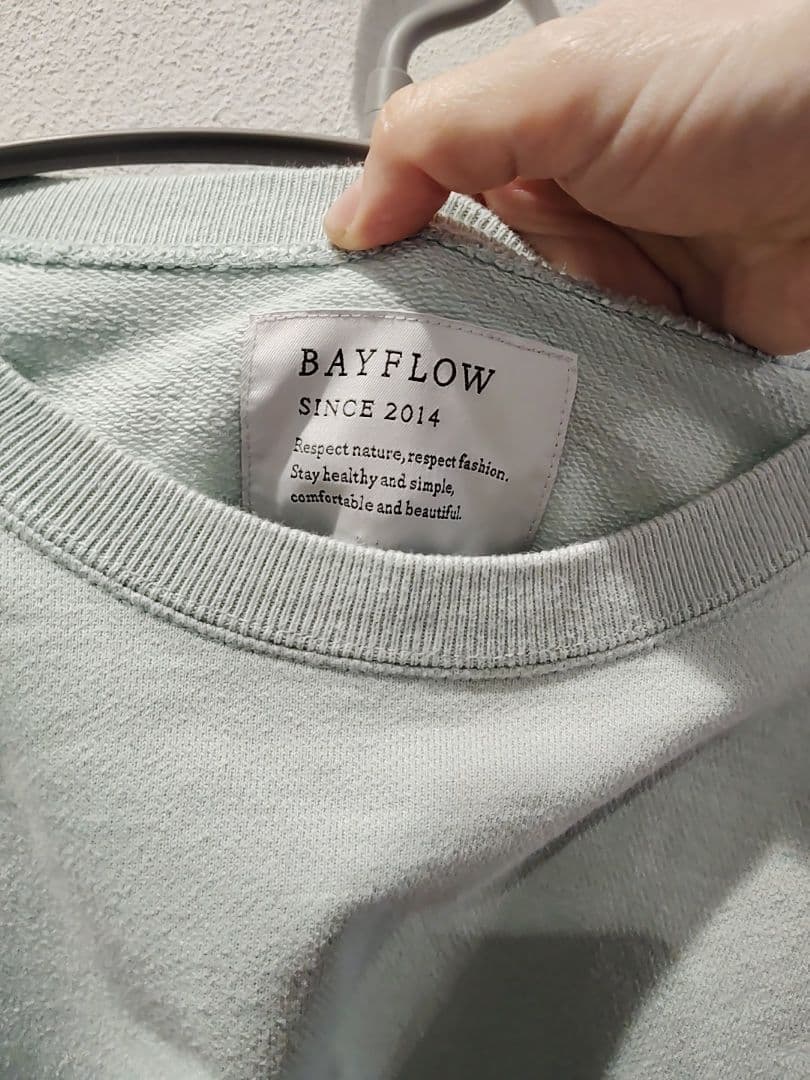 BAYFLOW
SINCE 2014
Respect nature, respect fashion.
Stay healthy and simple,
comfortable and beautiful.